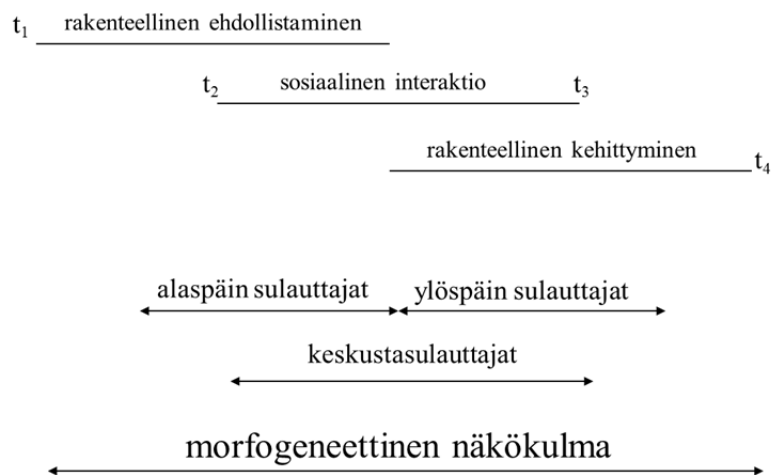 t₁ rakenteellinen ehdollistaminen
t₂ sosiaalinen interaktio t₃
rakenteellinen kehittyminen t₄
alaspäin sulauttajat ylöspäin sulauttajat
keskustasulauttajat
morfogeneettinen näkökulma